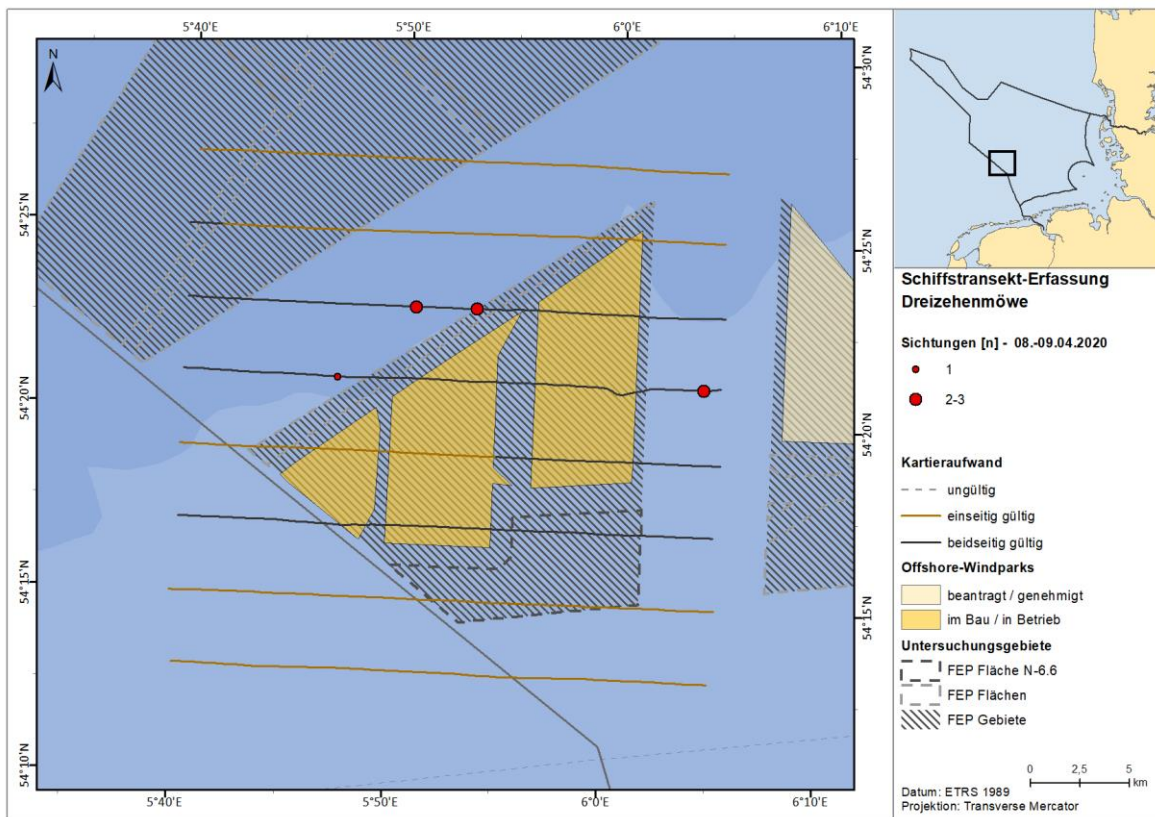 5°40'E
5°50'E
6°0'E
6°10'E
N
54°30'N
54°25'N
54°25'N
54°20'N
54°20'N
54°15'N
54°15'N
54°10'N
5°40'E
5°50'E
6°0'E
6°10'E
Schiffstransekt-Erfassung
Dreizehenmöwe
Sichtungen [n] - 08.-09.04.2020
1
2-3
Kartieraufwand
ungültig
einseitig gültig
beidseitig gültig
Offshore-Windparks
beantragt / genehmigt
im Bau / in Betrieb
Untersuchungsgebiete
FEP Fläche N-6.6
FEP Flächen
FEP Gebiete
0 2,5 5
km
Datum: ETRS 1989
Projektion: Transverse Mercator